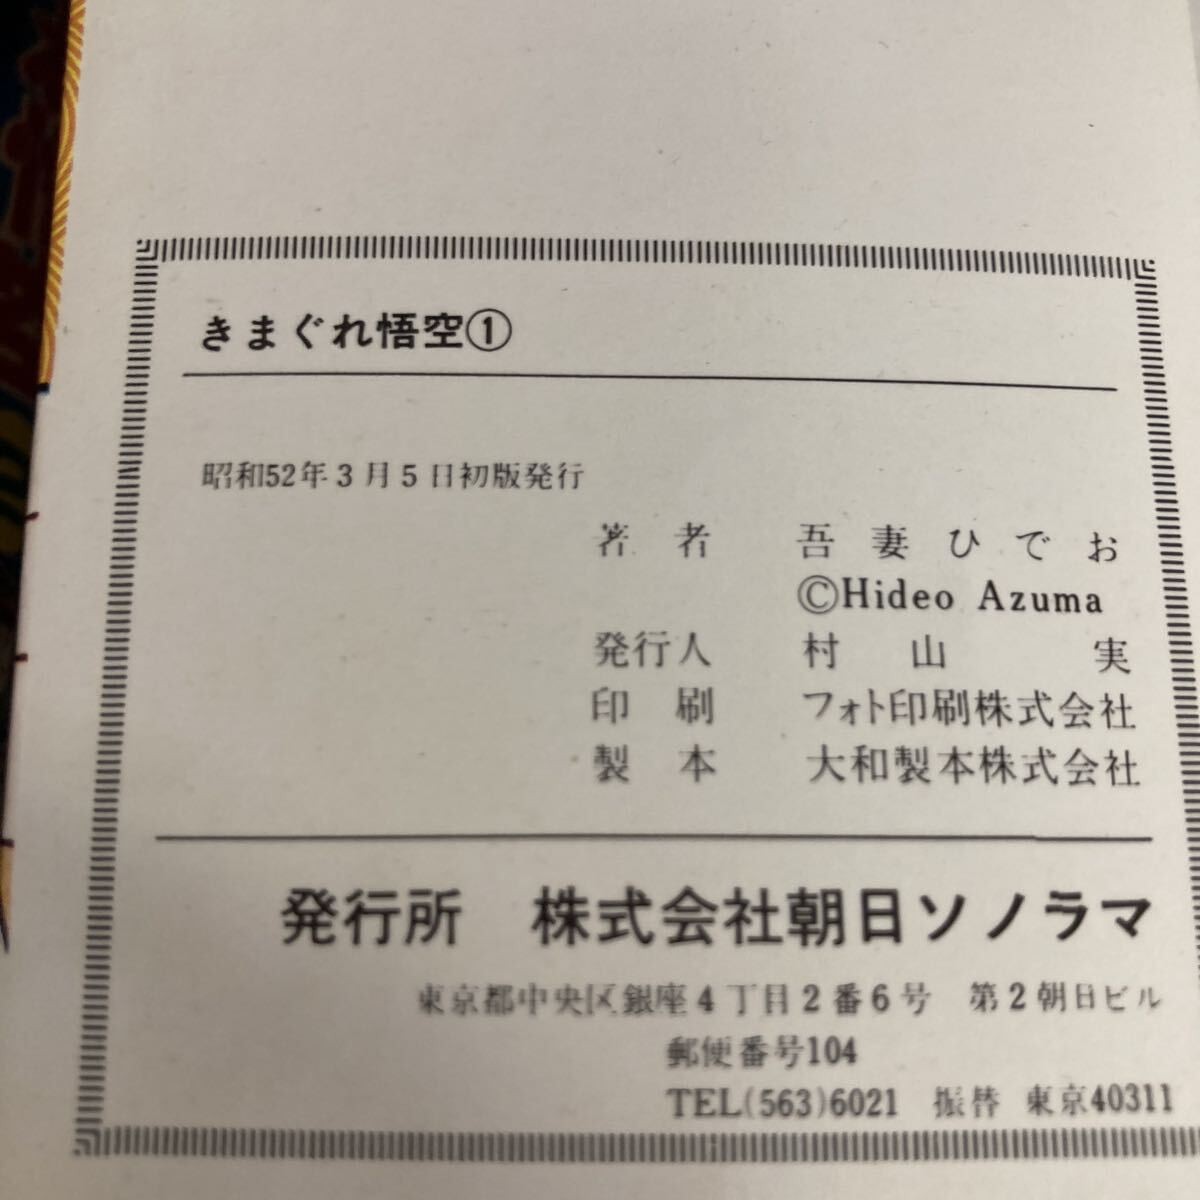 きまぐれ悟空①
昭和52年3月5日初版発行
著者　吾妻ひでお
©Hideo Azuma
発行人　村山　実
印刷　フォト印刷株式会社
製本　大和製本株式会社
発行所　株式会社朝日ソノラマ
東京都中央区銀座4丁目2番6号　第2朝日ビル
郵便番号104
TEL(563)6021　振替　東京40311